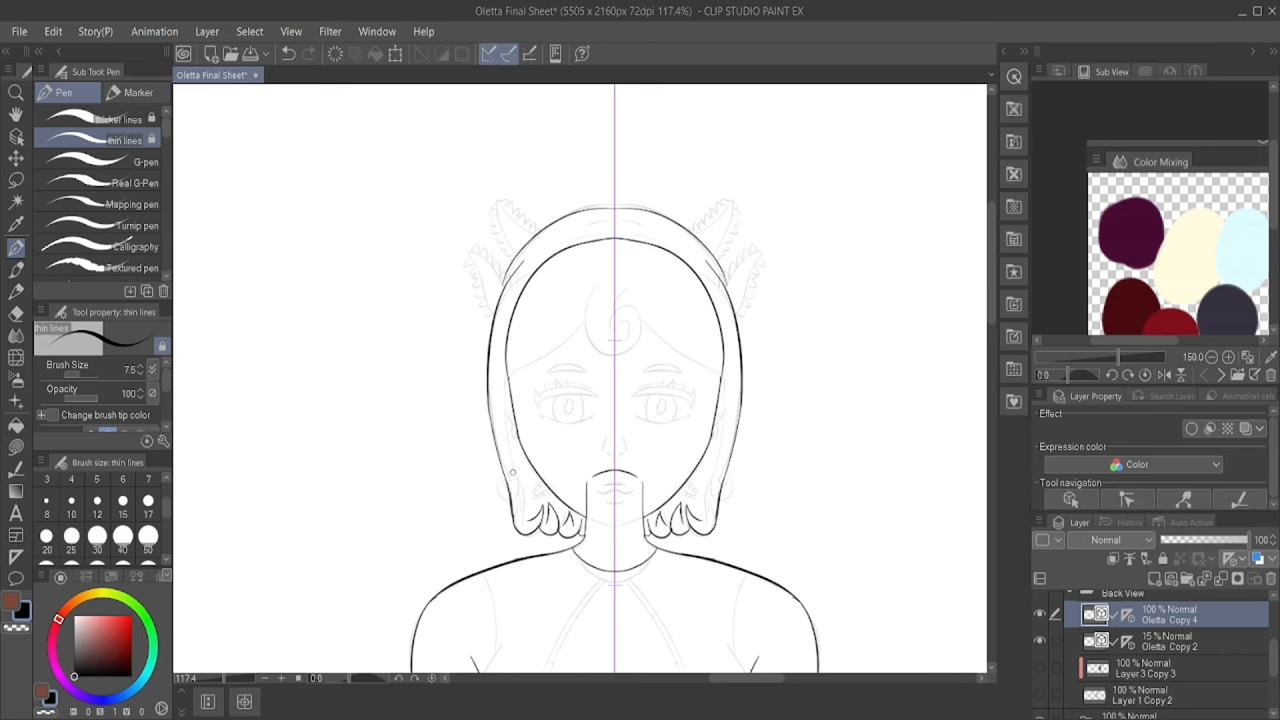 Oletta Final Sheet* (5505 x 2160px 72dpi 117.4%) - CLIP STUDIO PAINT EX
File Edit Story(P) Animation Layer Select View Filter Window Help
Sub Tool: Pen
Oletta Final Sheet*
Sub View
Pen Marker
thicker lines
thin lines
G-pen
Real G-Pen
Mapping pen
Turnip pen
Calligraphy
Textured pen
Tool property: thin lines
thin lines
Brush Size 7.5
Opacity 100
Change brush tip color
Brush size: thin lines
3 4 5 6 7
8 10 12 15 17
20 25 30 40 50
0 S 0 V 0
117.4 0.0
Color Mixing
150.0
0.0
Layer Property Search Layer Animation cels
Effect
Expression color
Color
Tool navigation
Layer History Auto Action
Normal 100
Back View
100 % Normal
Oletta Copy 4
15 % Normal
Oletta Copy 2
100 % Normal
Layer 3 Copy 3
100 % Normal
Layer 1 Copy 2
100 % Normal